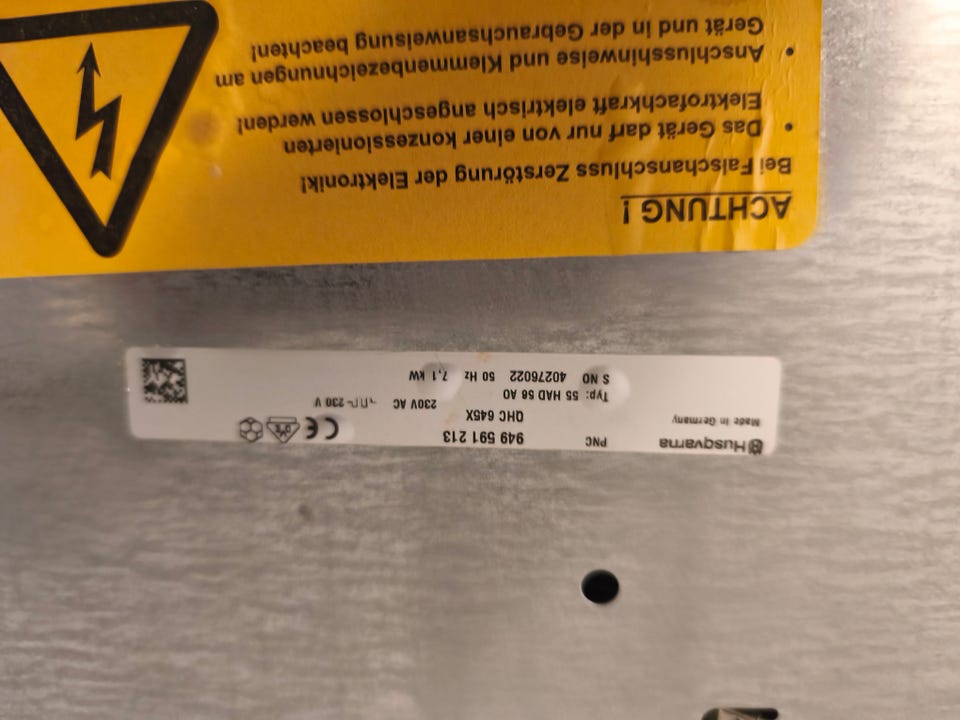 ACHTUNG !
Bei Falschanschluss Zerstörung der Elektronik!
• Das Gerät darf nur von einer konzessionierten
Elektrofachkraft elektrisch angeschlossen werden!
• Anschlusshinweise und Klemmenbezeichnungen am
Gerät und in der Gebrauchsanweisung beachten!
Husqvarna
Made in Germany
PNC 949 591 213
QHC 645X
Typ: 55 HAD 56 AO 230V AC 230 V
S NO 40276022 50 Hz 7,1 kW
CE